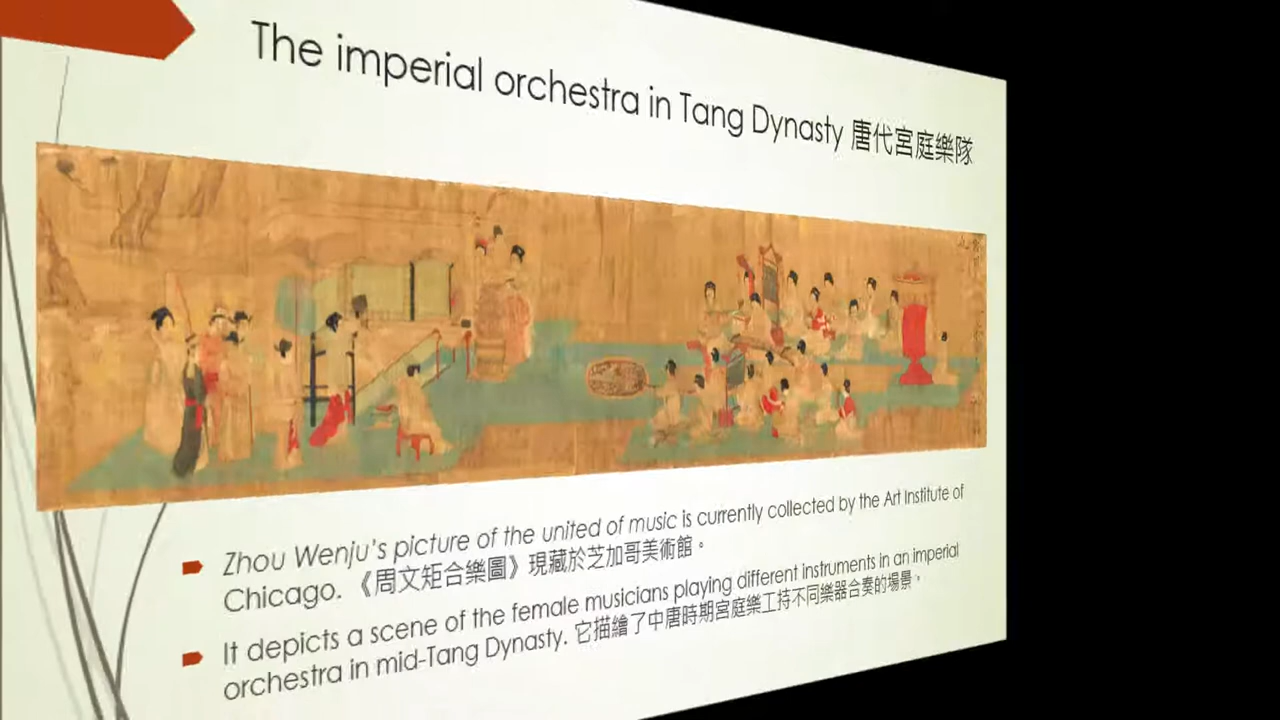 The imperial orchestra in Tang Dynasty 唐代宮庭樂隊
Zhou Wenju's picture of the united of music is currently collected by the Art Institute of
Chicago. 《周文矩合樂圖》現藏於芝加哥美術館。
It depicts a scene of the female musicians playing different instruments in an imperial
orchestra in mid-Tang Dynasty. 它描繪了中唐時期宮庭樂工持不同樂器合奏的場景。